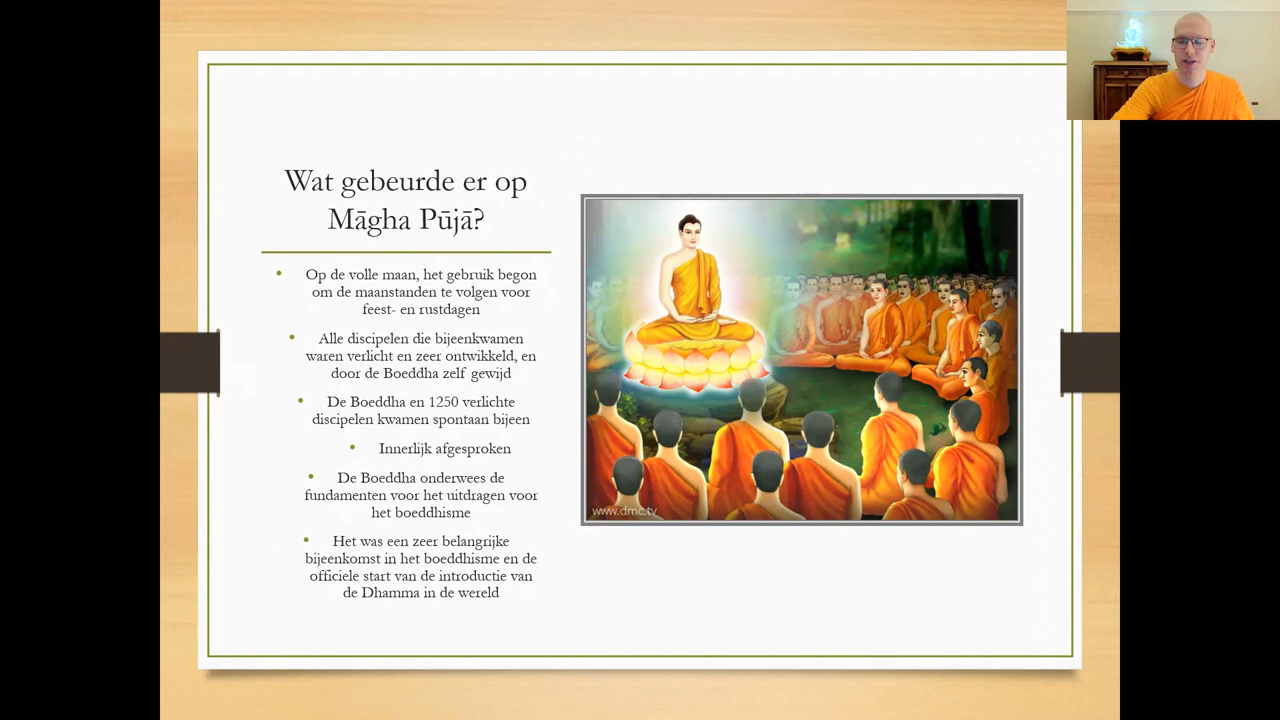 Wat gebeurde er op
Māgha Pūjā?
• Op de volle maan, het gebruik begon
om de maanstanden te volgen voor
feest- en rustdagen
• Alle discipelen die bijeenkwamen
waren verlicht en zeer ontwikkeld, en
door de Boeddha zelf gewijd
• De Boeddha en 1250 verlichte
discipelen kwamen spontaan bijeen
• Innerlijk afgesproken
• De Boeddha onderwees de
fundamenten voor het uitdragen voor
het boeddhisme
• Het was een zeer belangrijke
bijeenkomst in het boeddhisme en de
officiele start van de introductie van
de Dhamma in de wereld
www.dmc.tv